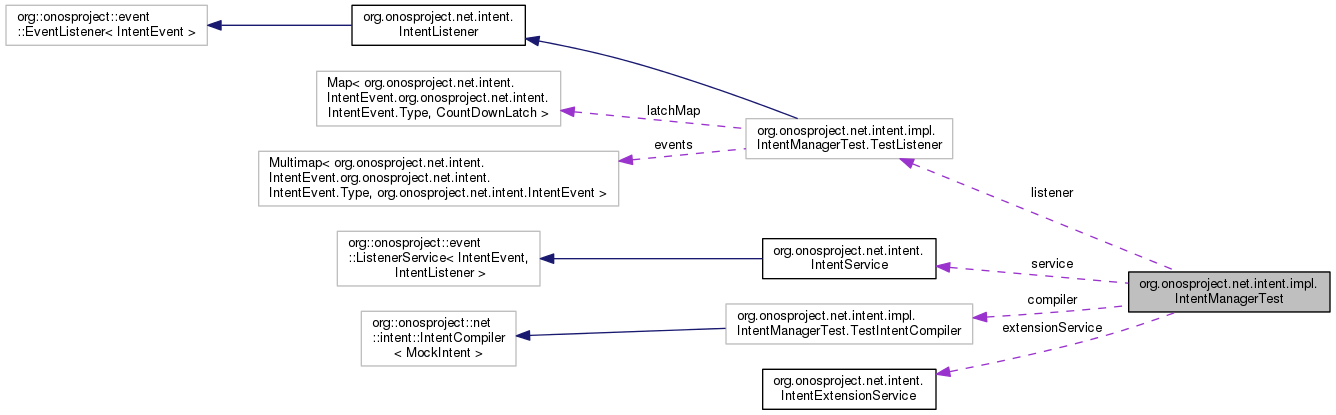 org::onosproject::event
::EventListener< IntentEvent >
org.onosproject.net.intent.
IntentListener
Map< org.onosproject.net.intent.
IntentEvent.org.onosproject.net.intent.
IntentEvent.Type, CountDownLatch >
latchMap
org.onosproject.net.intent.impl.
IntentManagerTest.TestListener
events
Multimap< org.onosproject.net.intent.
IntentEvent.org.onosproject.net.intent.
IntentEvent.Type, org.onosproject.net.intent.IntentEvent >
listener
org::onosproject::event
::ListenerService< IntentEvent,
IntentListener >
org.onosproject.net.intent.
IntentService
service
org.onosproject.net.intent.impl.
IntentManagerTest
compiler
org::onosproject::net
::intent::IntentCompiler
< MockIntent >
org.onosproject.net.intent.impl.
IntentManagerTest.TestIntentCompiler
extensionService
org.onosproject.net.intent.
IntentExtensionService